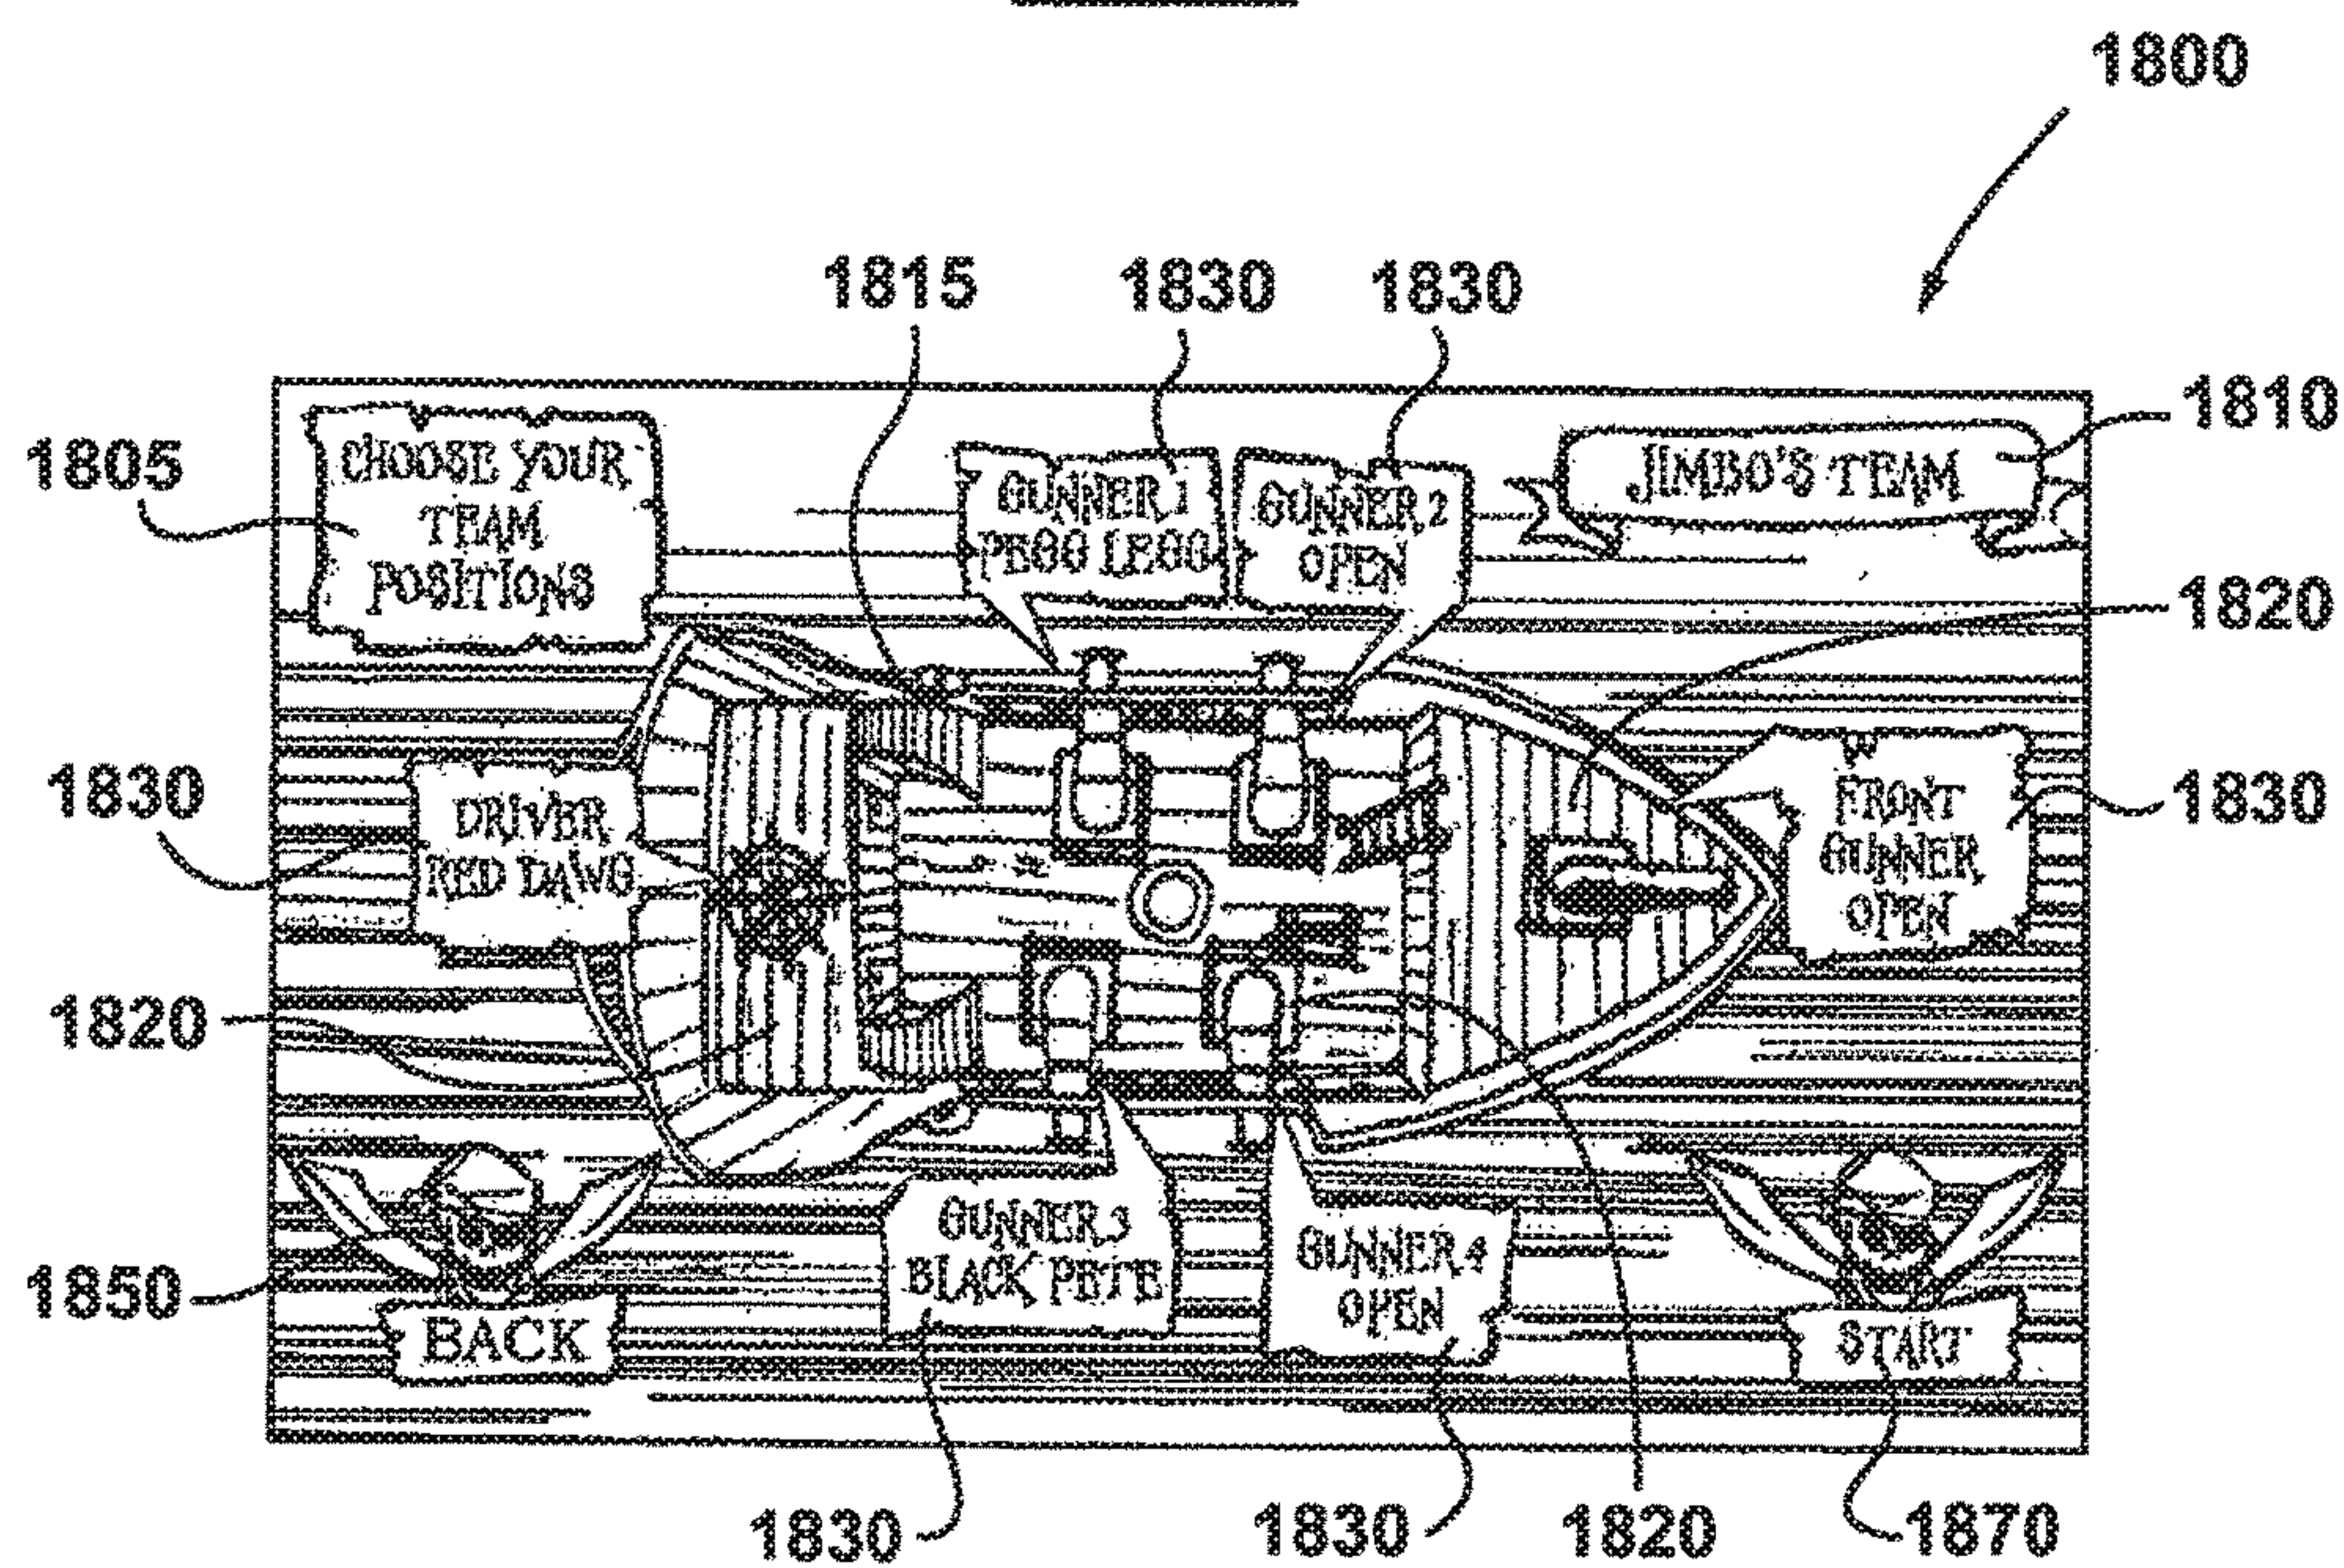 1800
1815
1830
1830
1810
1805
CHOOSE YOUR
TEAM
POSITIONS
GUNNER 1
PEGG LEGG
GUNNER 2
OPEN
JIMBO'S TEAM
1820
1830
DRIVER
RED DAWG
FRONT
GUNNER
OPEN
1830
1820
1850
BACK
GUNNER 3
BLACK PETE
GUNNER 4
OPEN
START
1830
1830
1820
1870